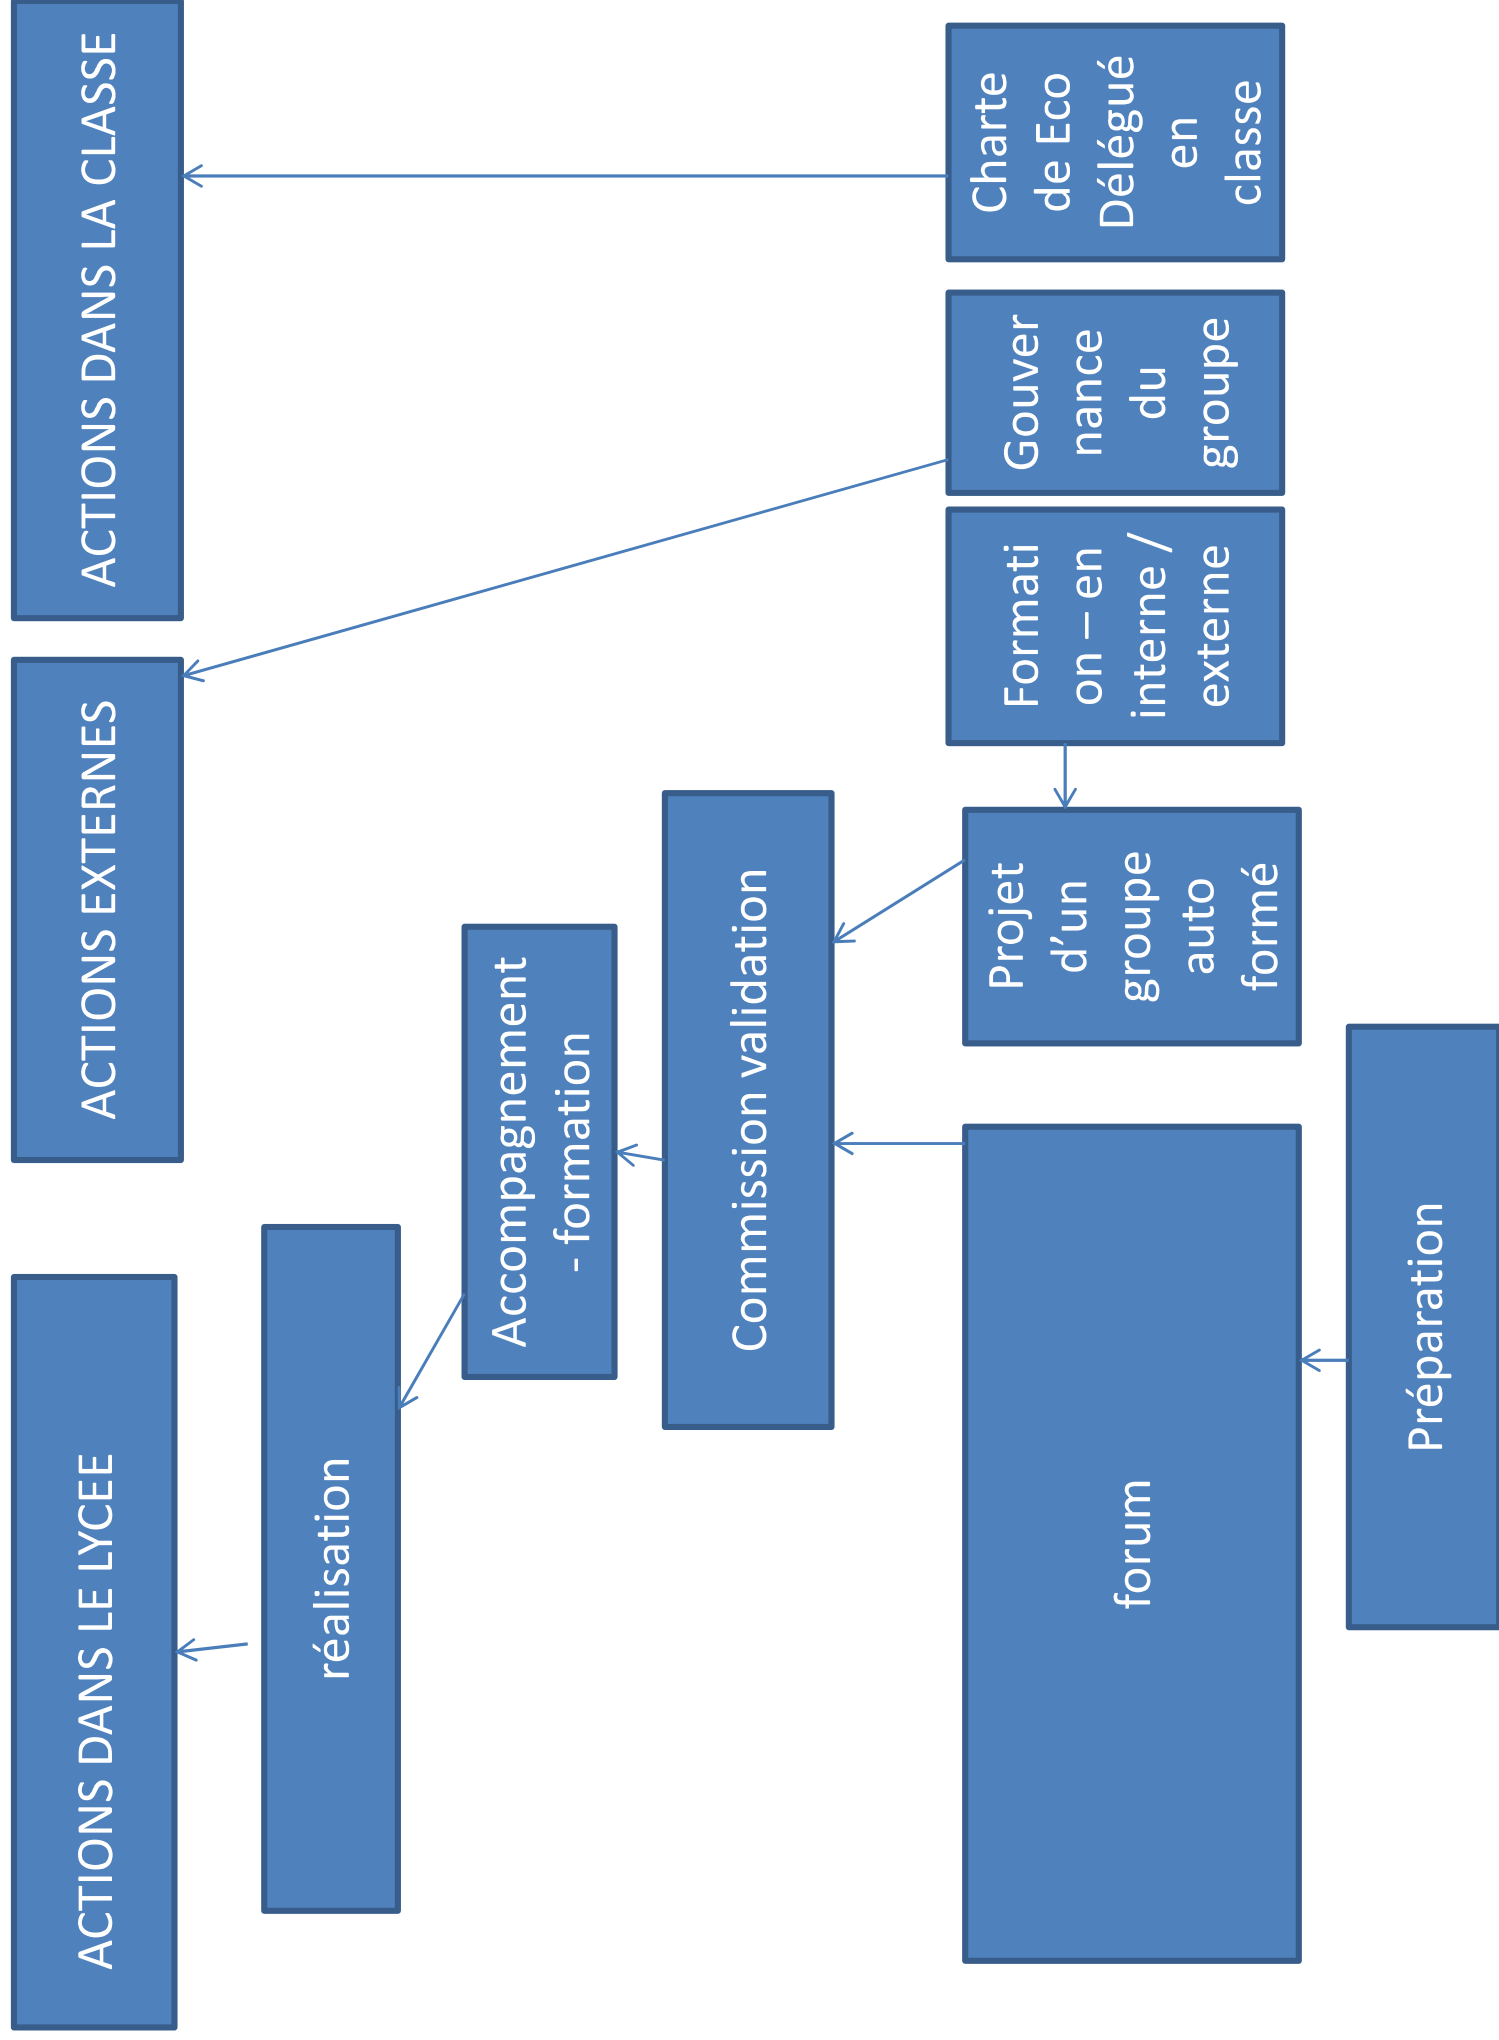 ACTIONS DANS LE LYCEE
ACTIONS EXTERNES
ACTIONS DANS LA CLASSE
réalisation
Accompagnement
- formation
Commission validation
forum
Projet
d’un
groupe
auto
formé
Formati
on – en
interne /
externe
Gouver
nance
du
groupe
Charte
de Eco
Délégué
en
classe
Préparation